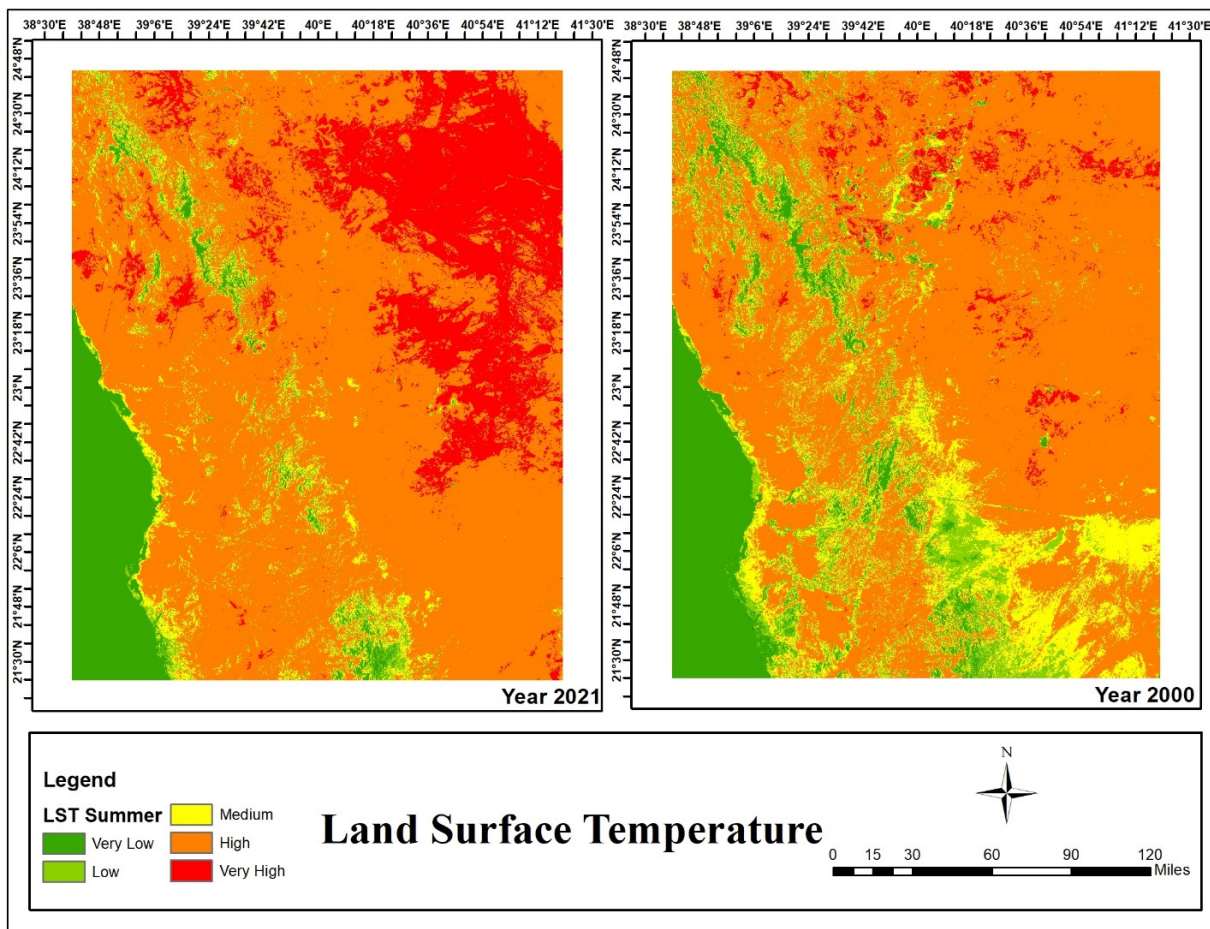 38°30'E 38°48'E 39°6'E 39°24'E 39°42'E 40°E 40°18'E 40°36'E 40°54'E 41°12'E 41°30'E
38°30'E 38°48'E 39°6'E 39°24'E 39°42'E 40°E 40°18'E 40°36'E 40°54'E 41°12'E 41°30'E
24°48'N
24°30'N
24°12'N
23°54'N
23°36'N
23°18'N
23°N
22°42'N
22°24'N
22°6'N
21°48'N
21°30'N
Year 2021
24°48'N
24°30'N
24°12'N
23°54'N
23°36'N
23°18'N
23°N
22°42'N
22°24'N
22°6'N
21°48'N
21°30'N
Year 2000
Legend
LST Summer
Very Low
Low
Medium
High
Very High
Land Surface Temperature
N
0 15 30 60 90 120
Miles